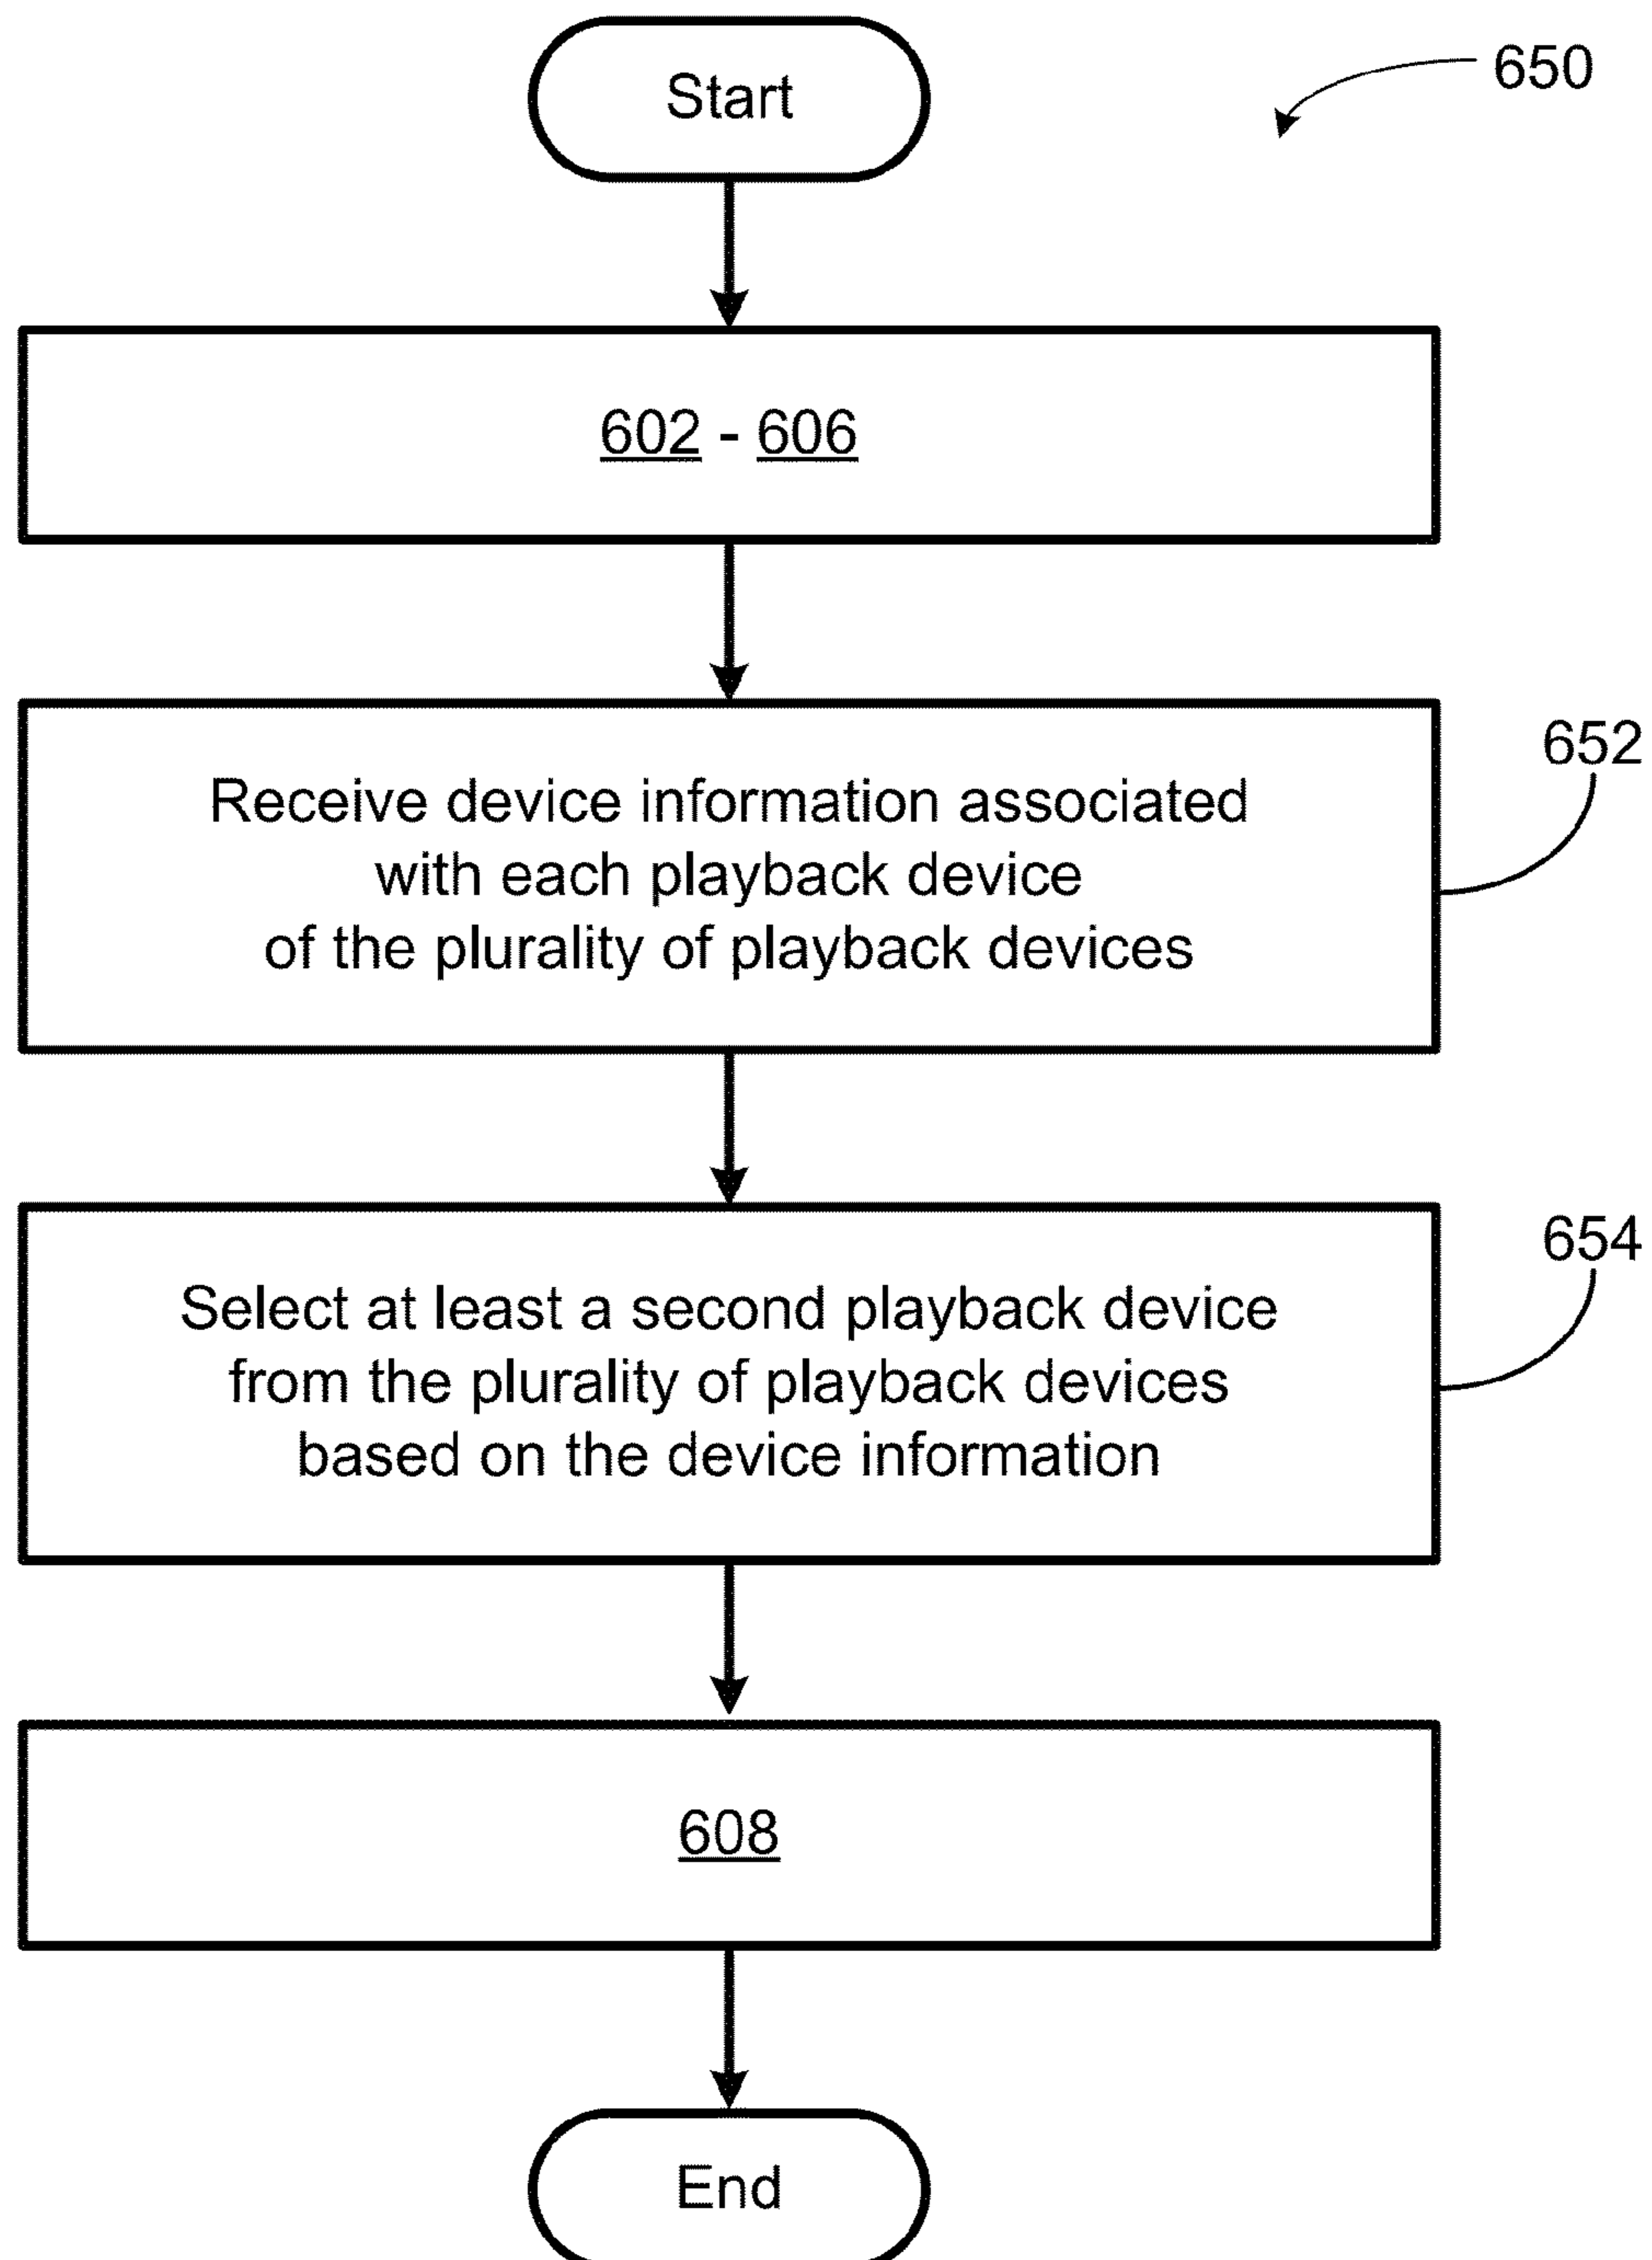 Start
650
602 - 606
652
Receive device information associated
with each playback device
of the plurality of playback devices
654
Select at least a second playback device
from the plurality of playback devices
based on the device information
608
End